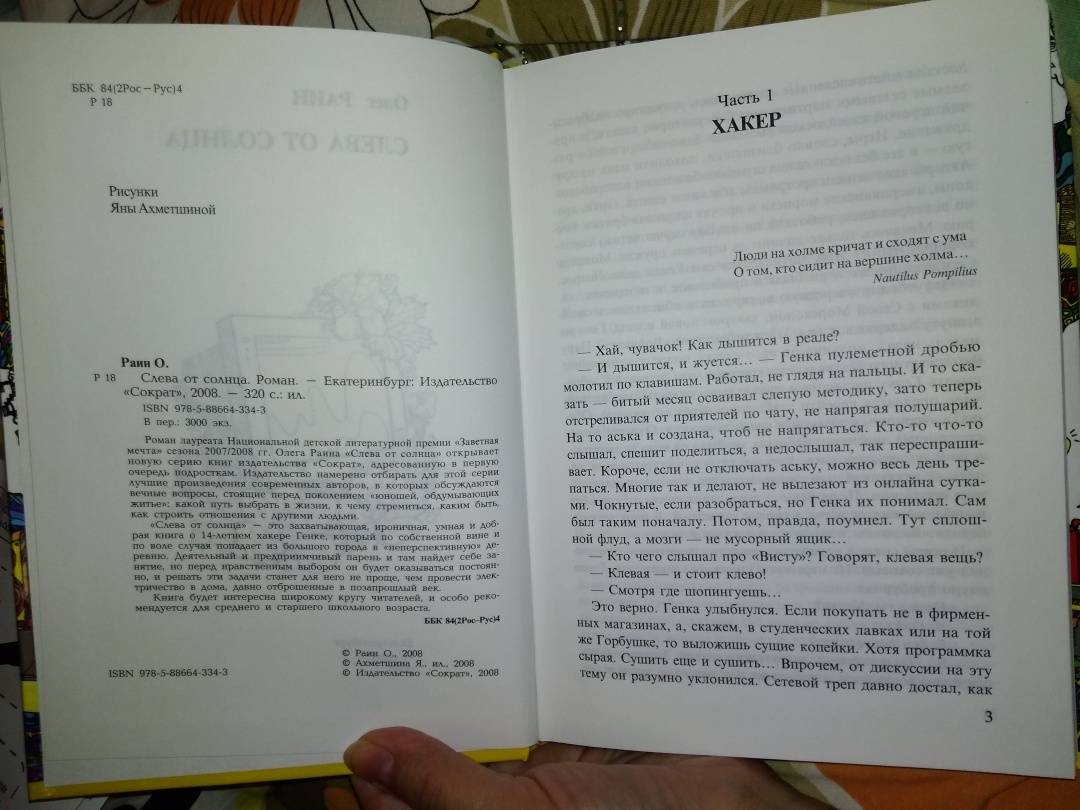 ББК 84(2Рос–Рус)4
Р 18
Рисунки
Яны Ахметшиной
Раин О.
Р 18 Слева от солнца. Роман. — Екатеринбург: Издательство
«Сократ», 2008. — 320 с.: ил.
ISBN 978-5-88664-334-3
В пер.: 3000 экз.
Роман лауреата Национальной детской литературной премии «Заветная
мечта» сезона 2007/2008 гг. Олега Раина «Слева от солнца» открывает
новую серию книг издательства «Сократ», адресованную в первую
очередь подросткам. Издательство намерено отбирать для этой серии
лучшие произведения современных авторов, в которых обсуждаются
вечные вопросы, стоящие перед поколением «юношей, обдумывающих
житье»: какой путь выбрать в жизни, к чему стремиться, каким быть,
как строить отношения с другими людьми.
«Слева от солнца» — это захватывающая, ироничная, умная и доб-
рая книга о 14-летнем хакере Генке, который по собственной вине и
по воле случая попадает из большого города в «неперспективную» де-
ревню. Деятельный и предприимчивый парень и там найдет себе за-
нятие, но перед нравственным выбором он будет оказываться постоян-
но, и решать эти задачи станет для него не проще, чем провести элек-
тричество в дома, давно отброшенные в позапрошлый век.
Книга будет интересна широкому кругу читателей, и особо реко-
мендуется для среднего и старшего школьного возраста.
ББК 84(2Рос–Рус)4
© Раин О., 2008
© Ахметшина Я., ил., 2008
ISBN 978-5-88664-334-3 © Издательство «Сократ», 2008
Часть 1
ХАКЕР
Люди на холме кричат и сходят с ума
О том, кто сидит на вершине холма...
Nautilus Pompilius
— Хай, чувачок! Как дышится в реале?
— И дышится, и жуется... — Генка пулеметной дробью
молотил по клавишам. Работал, не глядя на пальцы. И то ска-
зать — битый месяц осваивал слепую методику, зато теперь
отстреливался от приятелей по чату, не напрягая полушарий.
На то аська и создана, чтоб не напрягаться. Кто-то что-то
слышал, спешит поделиться, а недослышал, так переспраши-
вает. Короче, если не отключать аську, можно весь день тре-
паться. Многие так и делают, не вылезают из онлайна сутка-
ми. Чокнутые, если разобраться, но Генка их понимал. Сам
был таким поначалу. Потом, правда, поумнел. Тут сплош-
ной флуд, а мозги — не мусорный ящик...
— Кто чего слышал про «Висту»? Говорят, клевая вещь?
— Клевая — и стоит клево!
— Смотря где шопингуешь...
Это верно. Генка улыбнулся. Если покупать не в фирмен-
ных магазинах, а, скажем, в студенческих лавках или на той
же Горбушке, то выложишь сущие копейки. Хотя программка
сырая. Сушить еще и сушить... Впрочем, от дискуссии на эту
тему он разумно уклонился. Сетевой треп давно достал, как
3